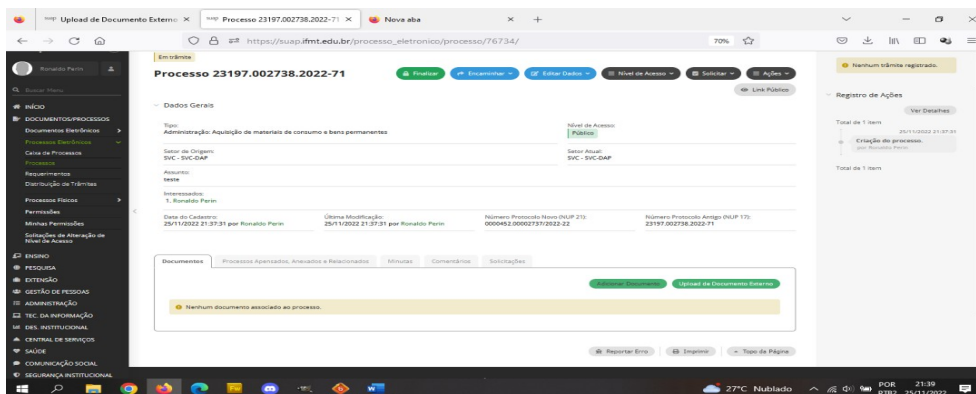 suap Upload de Documento Externo ×
suap Processo 23197.002738.2022-71 ×
Nova aba ×
https://suap.ifmt.edu.br/processo_eletronico/processo/76734/
70%
Ronaldo Perin
Buscar Menu
INÍCIO
DOCUMENTOS/PROCESSOS
Documentos Eletrônicos
Processos Eletrônicos
Caixa de Processos
Processos
Requerimentos
Distribuição de Trâmites
Processos Físicos
Permissões
Minhas Permissões
Solitações de Alteração de
Nível de Acesso
ENSINO
PESQUISA
EXTENSÃO
GESTÃO DE PESSOAS
ADMINISTRAÇÃO
TEC. DA INFORMAÇÃO
DES. INSTITUCIONAL
CENTRAL DE SERVIÇOS
SAÚDE
COMUNICAÇÃO SOCIAL
SEGURANÇA INSTITUCIONAL
Em trâmite
Processo 23197.002738.2022-71
Finalizar
Encaminhar
Editar Dados
Nível de Acesso
Solicitar
Ações
Link Público
Dados Gerais
Tipo:
Administração: Aquisição de materiais de consumo e bens permanentes
Nível de Acesso:
Público
Setor de Origem:
SVC - SVC-DAP
Setor Atual:
SVC - SVC-DAP
Assunto:
teste
Interessados:
1. Ronaldo Perin
Data do Cadastro:
25/11/2022 21:37:31 por Ronaldo Perin
Última Modificação:
25/11/2022 21:37:31 por Ronaldo Perin
Número Protocolo Novo (NUP 21):
0000452.00002737/2022-22
Número Protocolo Antigo (NUP 17):
23197.002738.2022-71
Documentos
Processos Apensados, Anexados e Relacionados
Minutas
Comentários
Solicitações
Adicionar Documento
Upload de Documento Externo
Nenhum documento associado ao processo.
Reportar Erro
Imprimir
Topo da Página
Nenhum trâmite registrado.
Registro de Ações
Ver Detalhes
Total de 1 item
25/11/2022 21:37:31
Criação do processo.
por Ronaldo Perin
Total de 1 item
27°C Nublado
POR
PTB2
21:39
25/11/2022